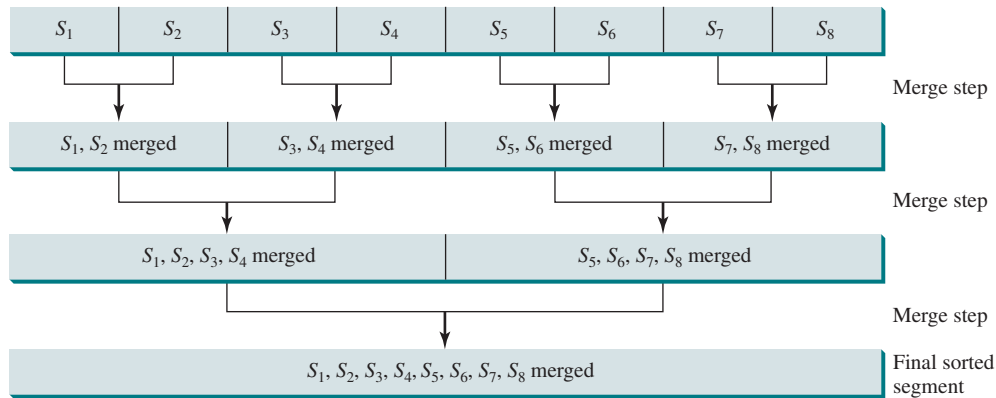 S1 S2 S3 S4 S5 S6 S7 S8
Merge step
S1, S2 merged S3, S4 merged S5, S6 merged S7, S8 merged
Merge step
S1, S2, S3, S4 merged S5, S6, S7, S8 merged
Merge step
S1, S2, S3, S4, S5, S6, S7, S8 merged
Final sorted
segment